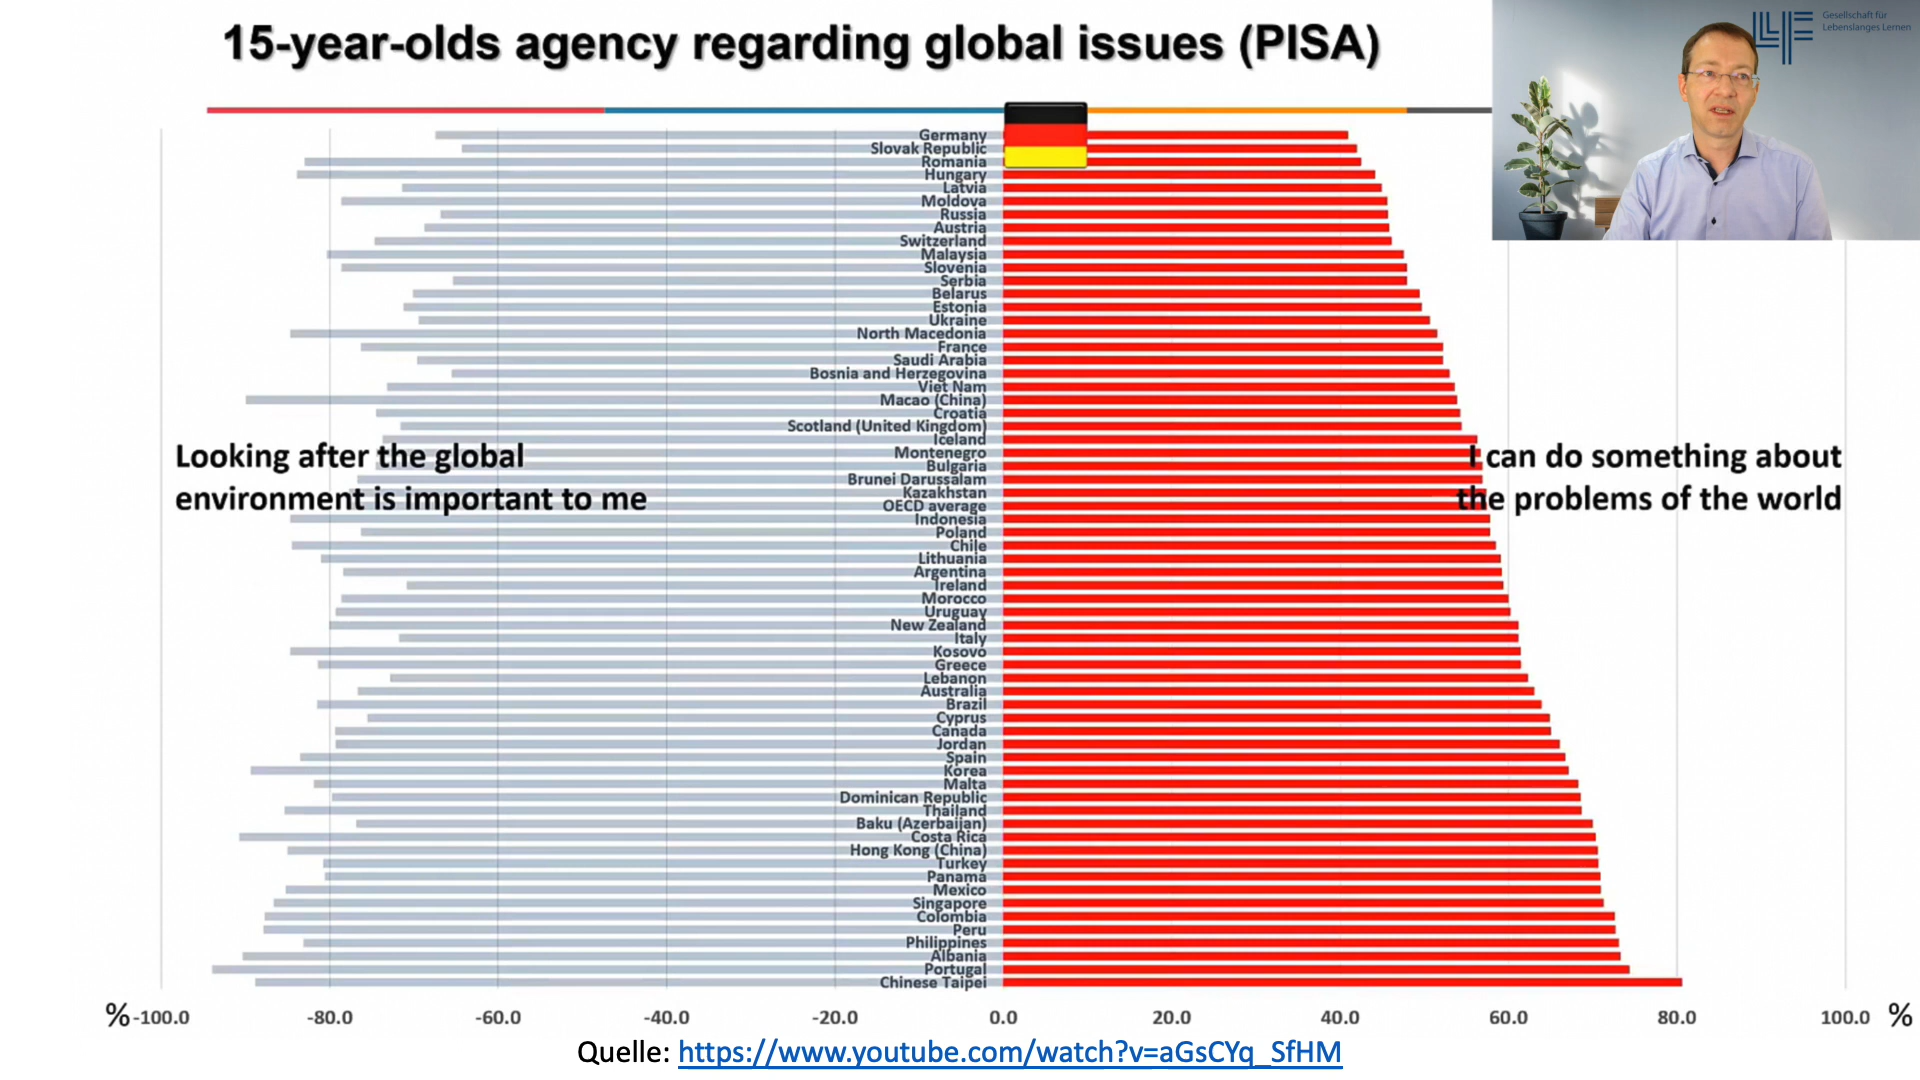 15-year-olds agency regarding global issues (PISA)
Gesellschaft für
Lebenslanges Lernen
Germany
Slovak Republic
Romania
Hungary
Latvia
Moldova
Russia
Austria
Switzerland
Malaysia
Slovenia
Serbia
Belarus
Estonia
Ukraine
North Macedonia
France
Saudi Arabia
Bosnia and Herzegovina
Viet Nam
Macao (China)
Croatia
Scotland (United Kingdom)
Iceland
Montenegro
Bulgaria
Brunei Darussalam
Kazakhstan
OECD average
Indonesia
Poland
Chile
Lithuania
Argentina
Ireland
Morocco
Uruguay
New Zealand
Italy
Kosovo
Greece
Lebanon
Australia
Brazil
Cyprus
Canada
Jordan
Spain
Korea
Malta
Dominican Republic
Thailand
Baku (Azerbaijan)
Costa Rica
Hong Kong (China)
Turkey
Panama
Mexico
Singapore
Colombia
Peru
Philippines
Albania
Portugal
Chinese Taipei
Looking after the global
environment is important to me
I can do something about
the problems of the world
% -100.0 -80.0 -60.0 -40.0 -20.0 0.0 20.0 40.0 60.0 80.0 100.0 %
Quelle: https://www.youtube.com/watch?v=aGsCYq_SfHM